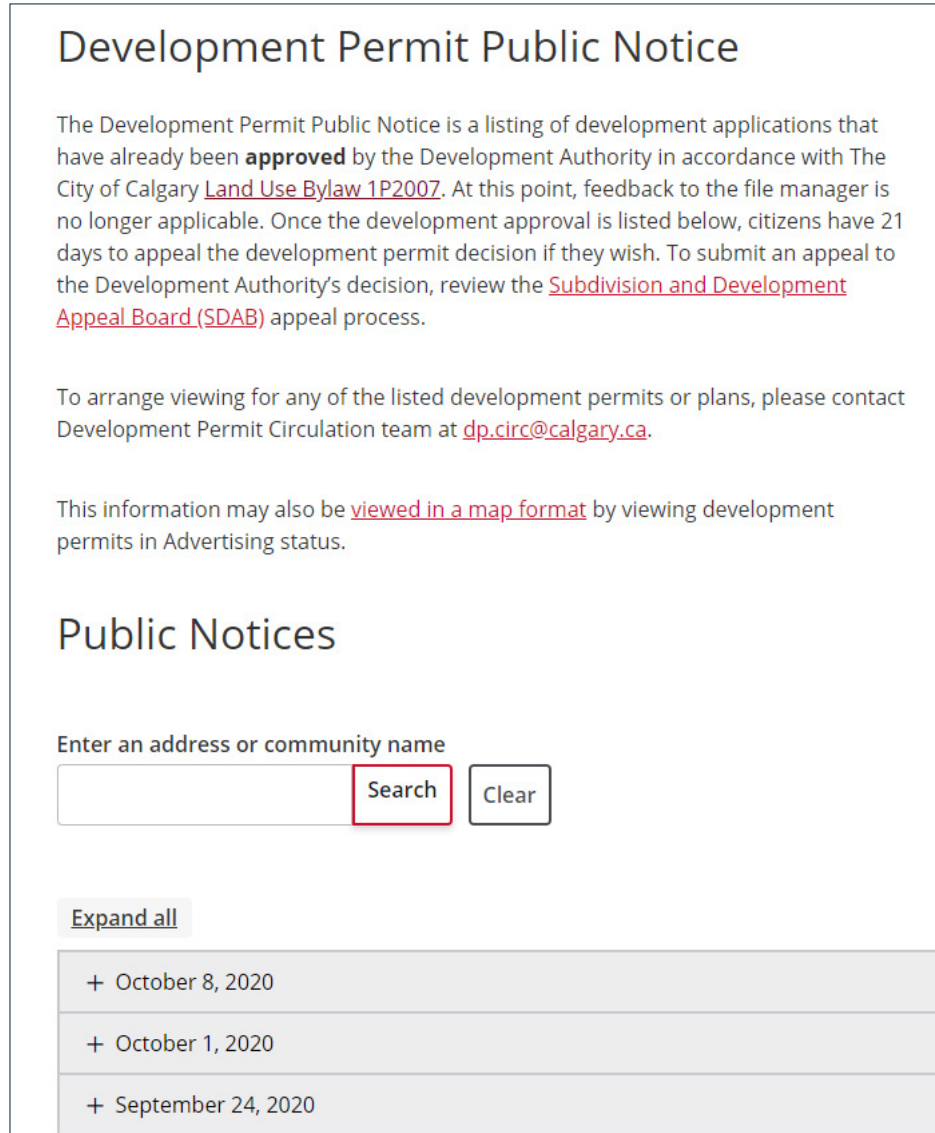 Development Permit Public Notice
The Development Permit Public Notice is a listing of development applications that
have already been approved by the Development Authority in accordance with The
City of Calgary Land Use Bylaw 1P2007. At this point, feedback to the file manager is
no longer applicable. Once the development approval is listed below, citizens have 21
days to appeal the development permit decision if they wish. To submit an appeal to
the Development Authority’s decision, review the Subdivision and Development
Appeal Board (SDAB) appeal process.
To arrange viewing for any of the listed development permits or plans, please contact
Development Permit Circulation team at dp.circ@calgary.ca.
This information may also be viewed in a map format by viewing development
permits in Advertising status.
Public Notices
Enter an address or community name
Search Clear
Expand all
+ October 8, 2020
+ October 1, 2020
+ September 24, 2020